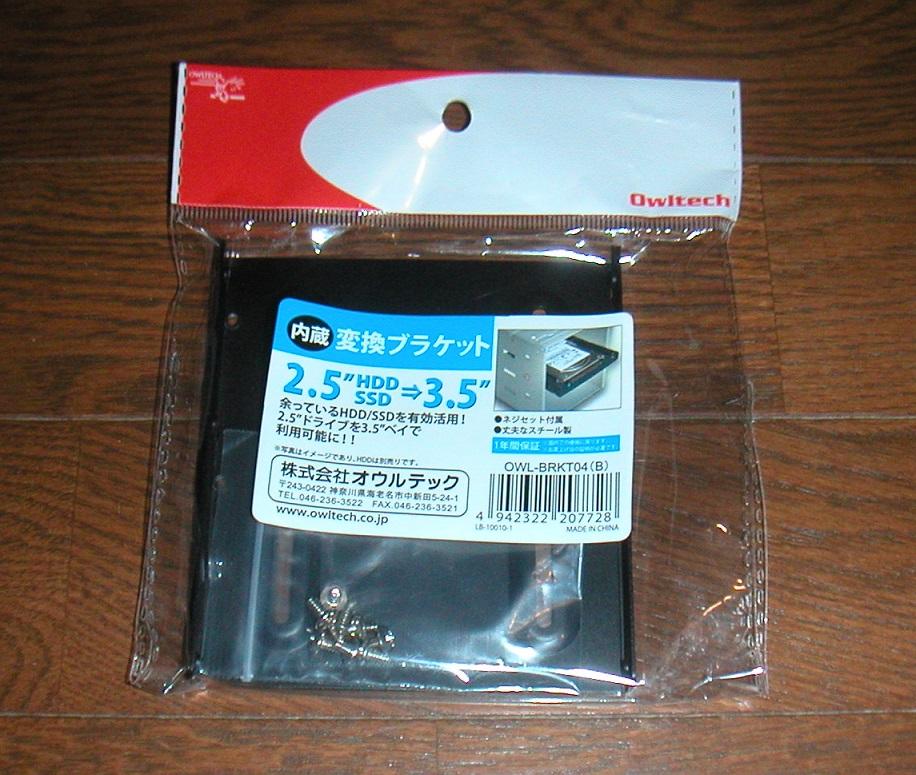 OWLTECH
Owltech
内蔵 変換ブラケット
2.5”HDD SSD⇒3.5”
余っているHDD/SSDを有効活用!
2.5”ドライブを3.5”ベイで
利用可能に!!
※写真はイメージであり、HDDは別売りです。
●ネジセット付属
●丈夫なスチール製
1年間保証
株式会社オウルテック
〒243-0422 神奈川県海老名市中新田5-24-1
TEL.046-236-3522 FAX.046-236-3521
www.owltech.co.jp
OWL-BRKT04(B)
4 942322 207728
LB-10010-1 MADE IN CHINA